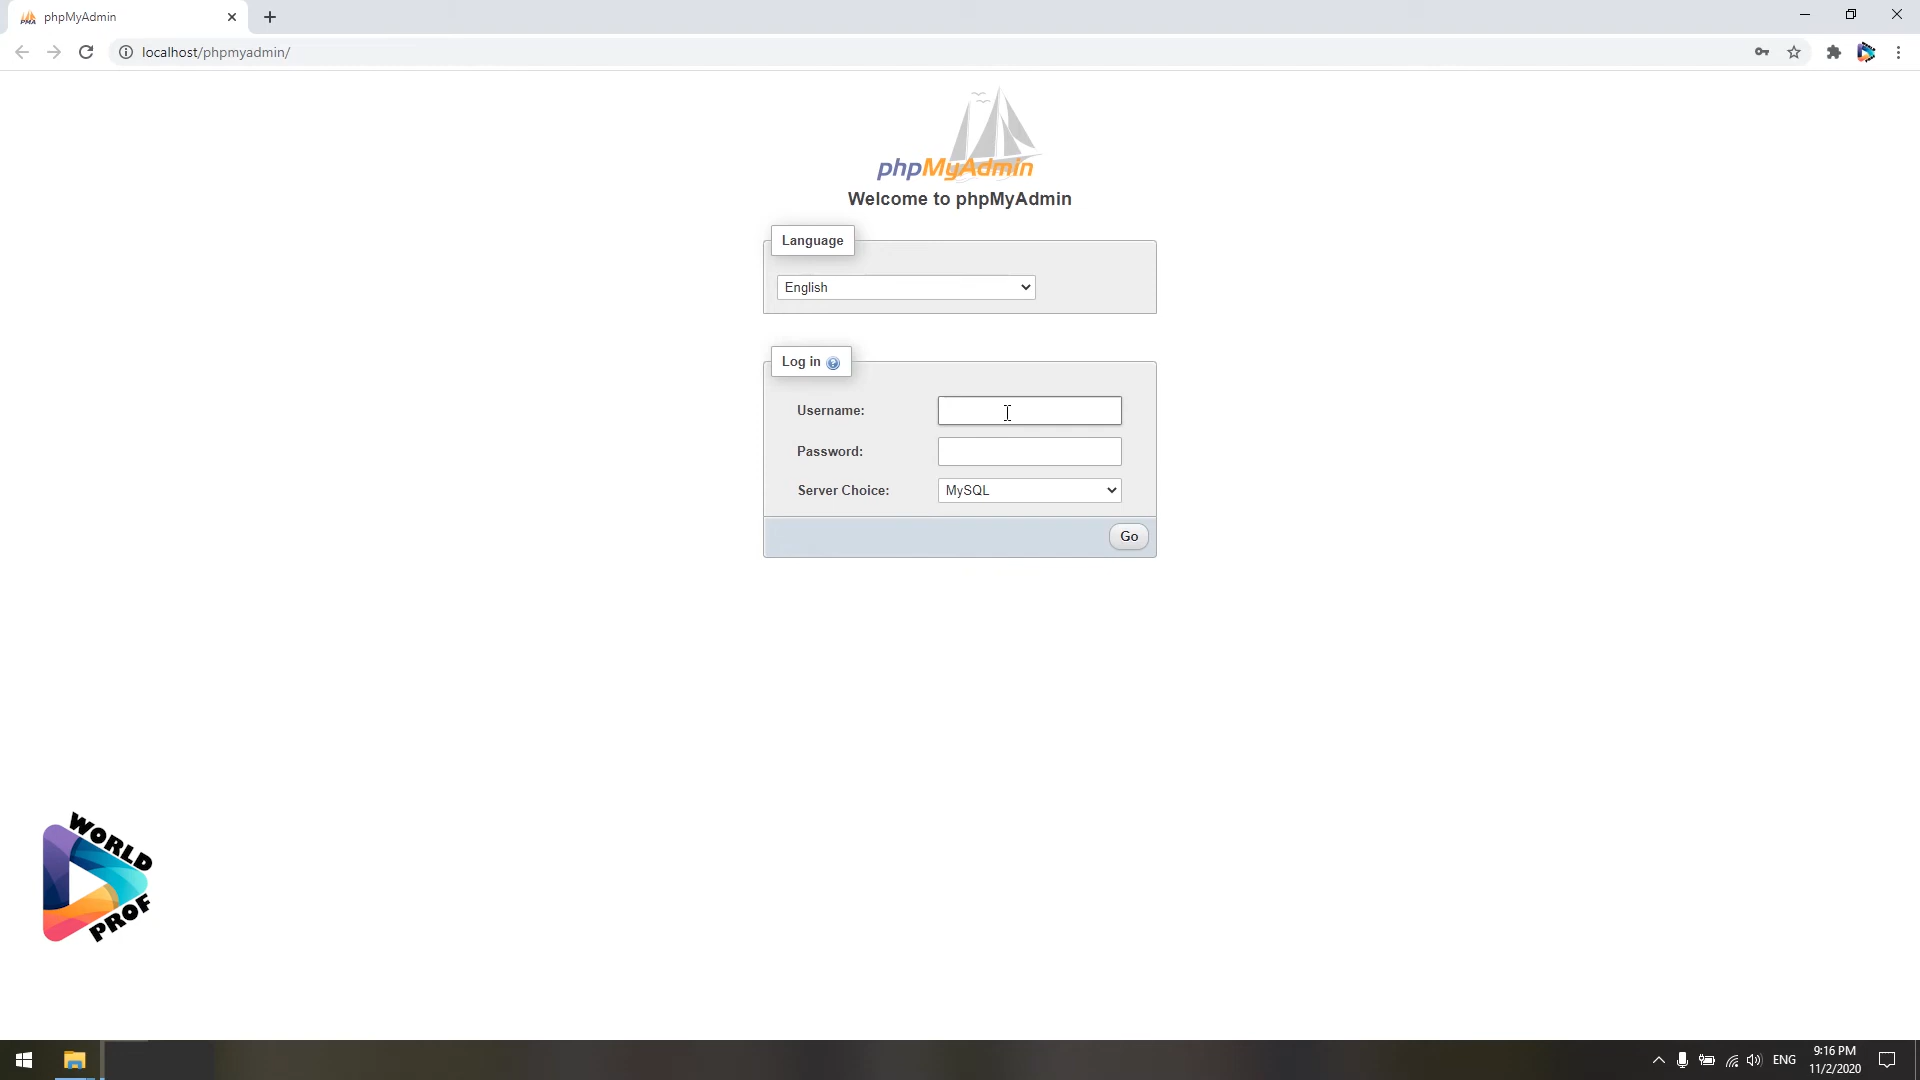 phpMyAdmin
localhost/phpmyadmin/
phpMyAdmin
Welcome to phpMyAdmin
Language
English
Log in
Username:
Password:
Server Choice: MySQL
Go
WORLD
PROF
ENG
9:16 PM
11/2/2020